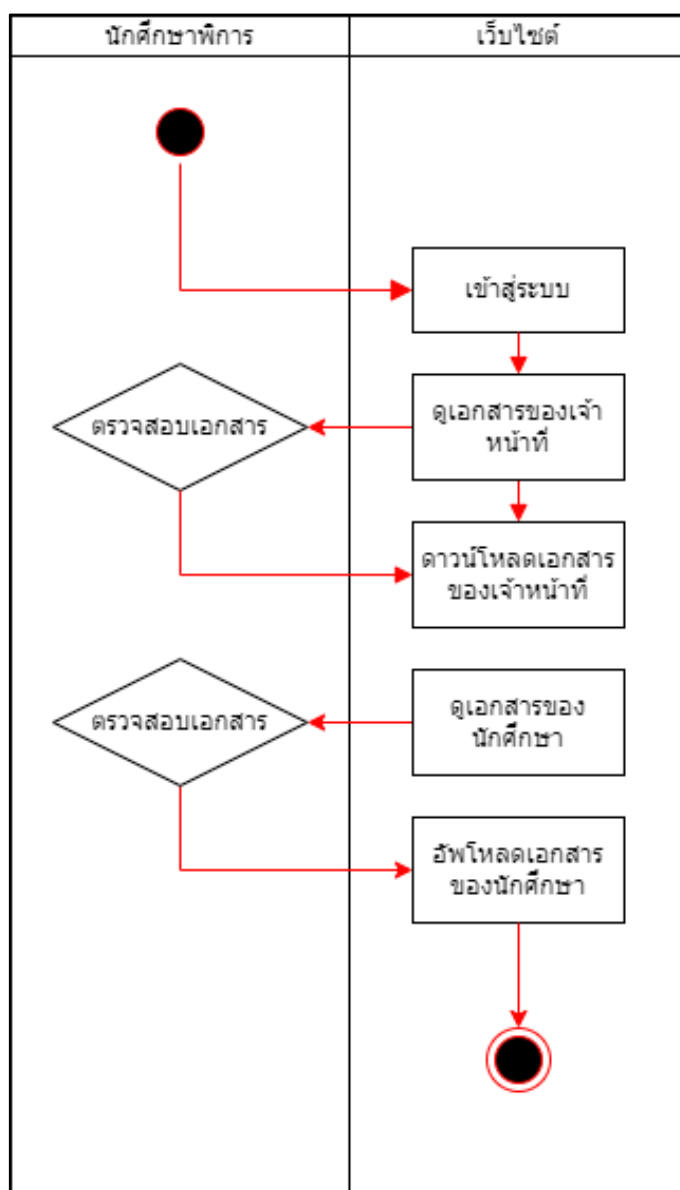 นักศึกษาพิการ
เว็บไซต์
เข้าสู่ระบบ
ตรวจสอบเอกสาร
ดูเอกสารของเจ้า
หน้าที่
ดาวน์โหลดเอกสาร
ของเจ้าหน้าที่
ตรวจสอบเอกสาร
ดูเอกสารของ
นักศึกษา
อัพโหลดเอกสาร
ของนักศึกษา